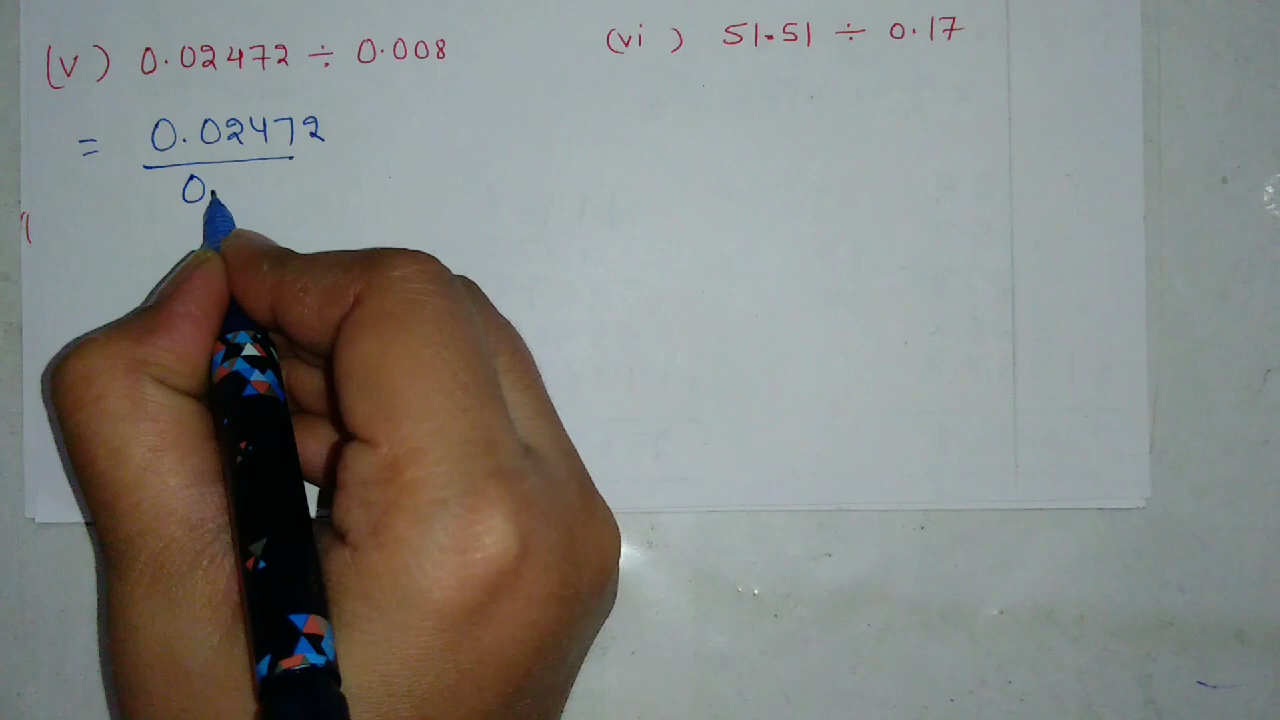 (v) 0.02472 ÷ 0.008
(vi) 51.51 ÷ 0.17
= 0.02472
0.